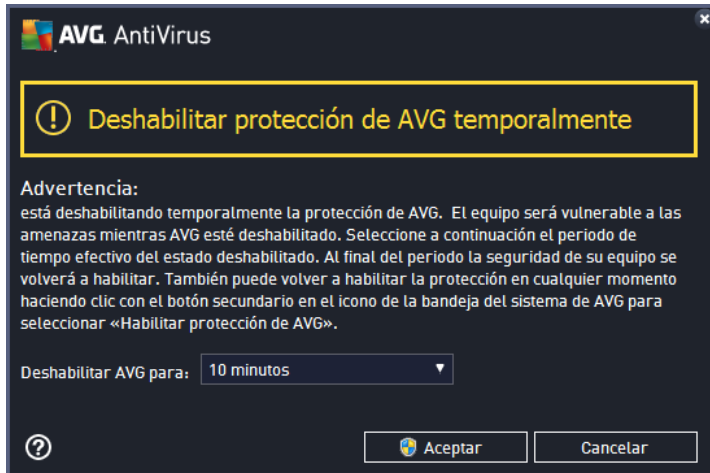 AVG AntiVirus
Deshabilitar protección de AVG temporalmente
Advertencia:
está deshabilitando temporalmente la protección de AVG. El equipo será vulnerable a las
amenazas mientras AVG esté deshabilitado. Seleccione a continuación el periodo de
tiempo efectivo del estado deshabilitado. Al final del periodo la seguridad de su equipo se
volverá a habilitar. También puede volver a habilitar la protección en cualquier momento
haciendo clic con el botón secundario en el icono de la bandeja del sistema de AVG para
seleccionar «Habilitar protección de AVG».
Deshabilitar AVG para: 10 minutos
Aceptar Cancelar